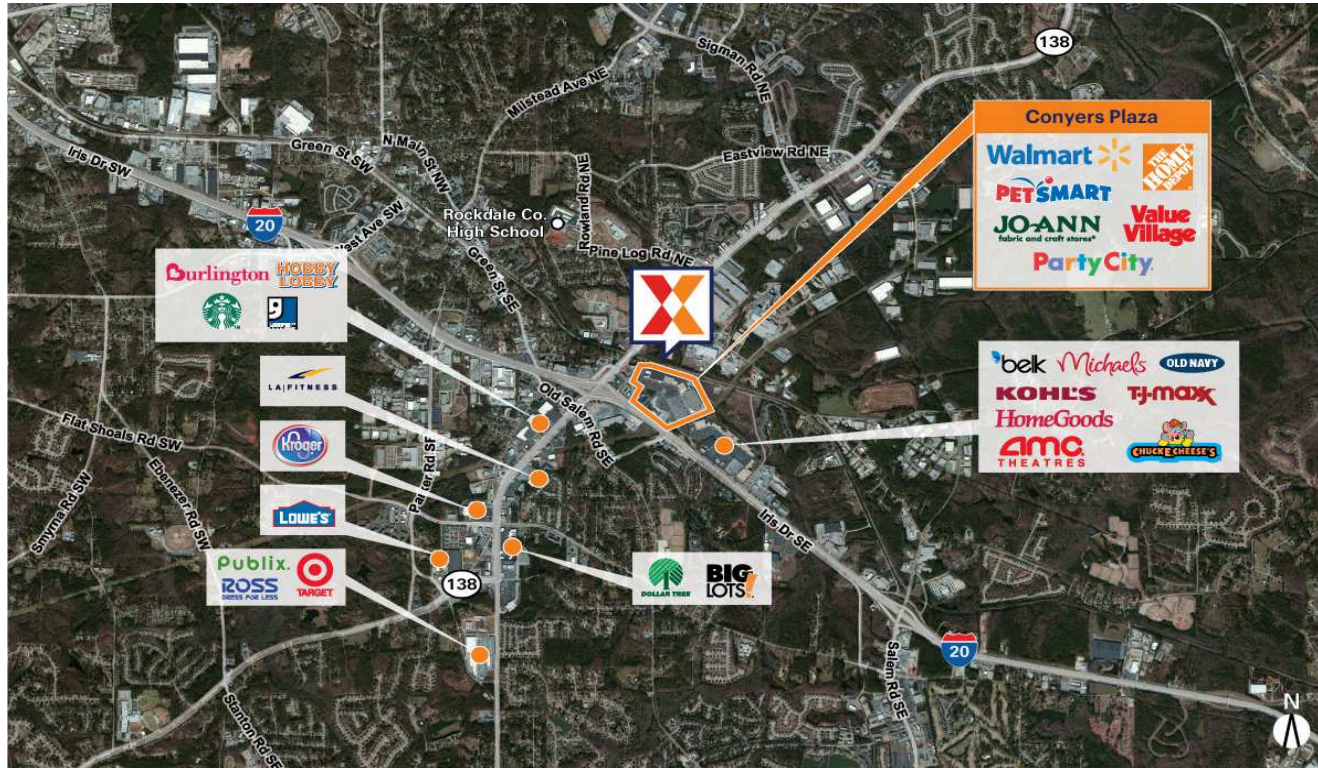 138
Sigman Rd NE
Milstead Ave NE
Conyers Plaza
Walmart
THE HOME DEPOT
PETSMART
JO-ANN
fabric and craft stores®
Value Village
Party City
Iris Dr SW
Green St SW
N Main St NW
Eastview Rd NE
Rowland Rd NE
Rockdale Co.
High School
20
West Ave SW
Green St SE
Pine Log Rd NE
Burlington
HOBBY LOBBY
g
X
LA|FITNESS
belk
Michaels
OLD NAVY
KOHL'S
T·J·maxx
HomeGoods
amc
THEATRES
CHUCK E CHEESE'S
Old Salem Rd SE
Flat Shoals Rd SW
Kroger
Parker Rd SE
Smyrna Rd SW
Ebenezer Rd SW
LOWE'S
Iris Dr SE
Publix.
ROSS
DRESS FOR LESS
TARGET
138
DOLLAR TREE
BIG LOTS!
20
Salem Rd SE
Stanton Rd SE
N